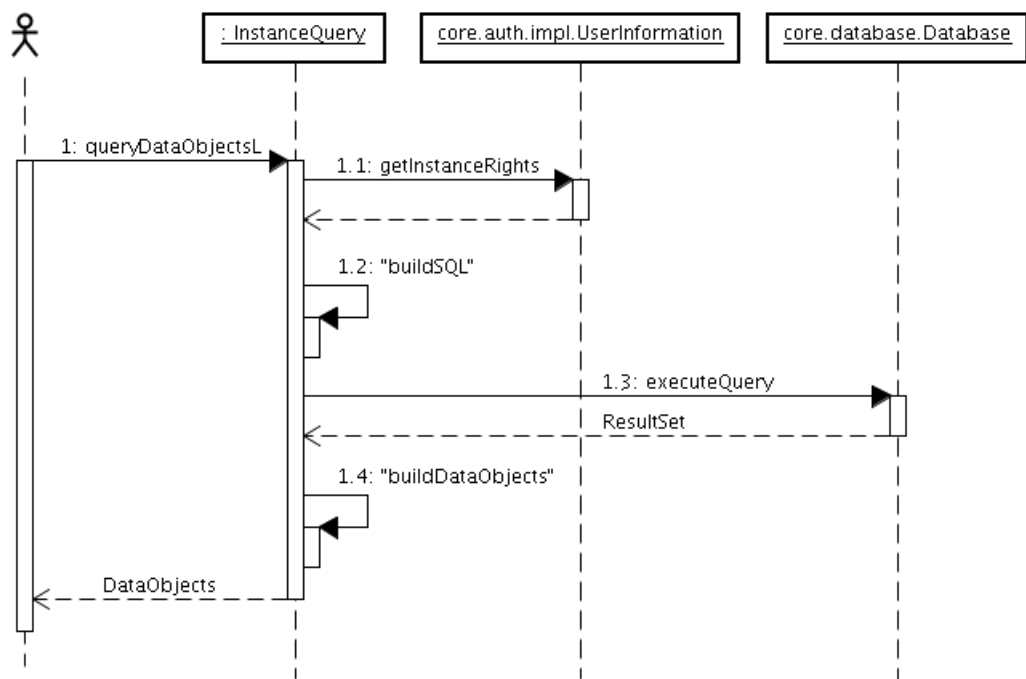 : InstanceQuery
core.auth.impl.UserInformation
core.database.Database
1: queryDataObjectsL
1.1: getInstanceRights
1.2: "buildSQL"
1.3: executeQuery
ResultSet
1.4: "buildDataObjects"
DataObjects